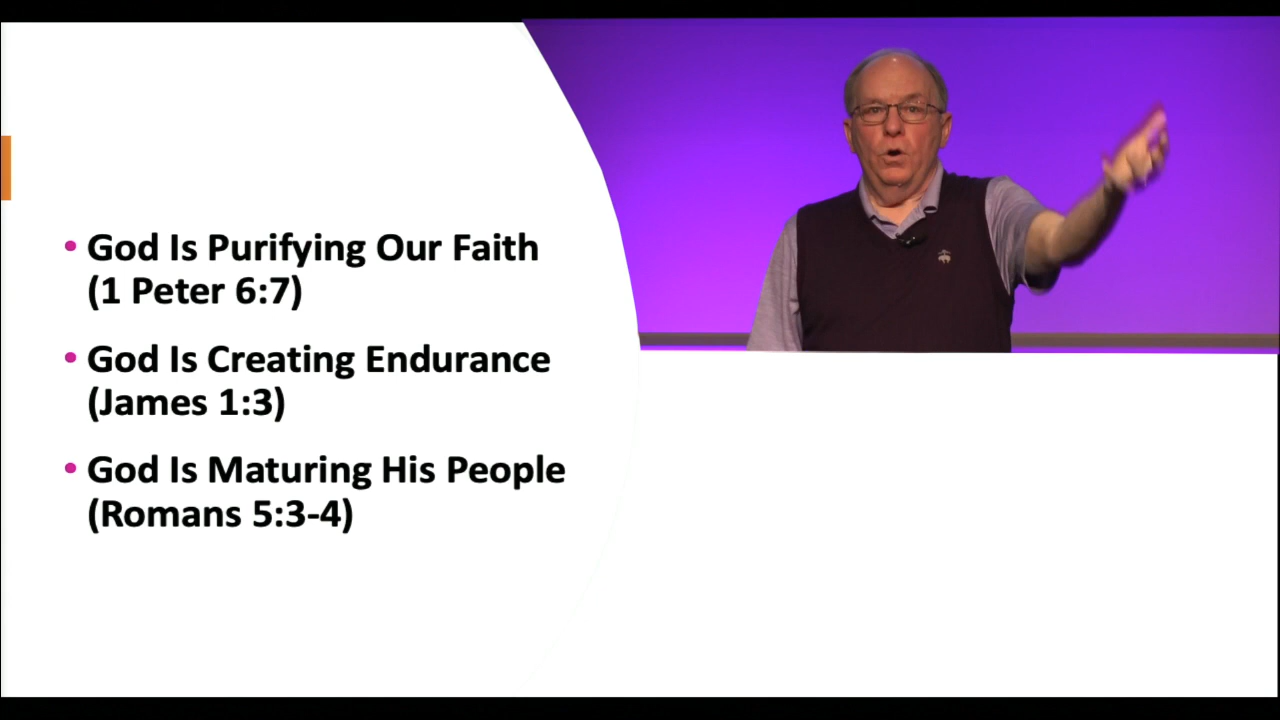 • God Is Purifying Our Faith
(1 Peter 6:7)
• God Is Creating Endurance
(James 1:3)
• God Is Maturing His People
(Romans 5:3-4)